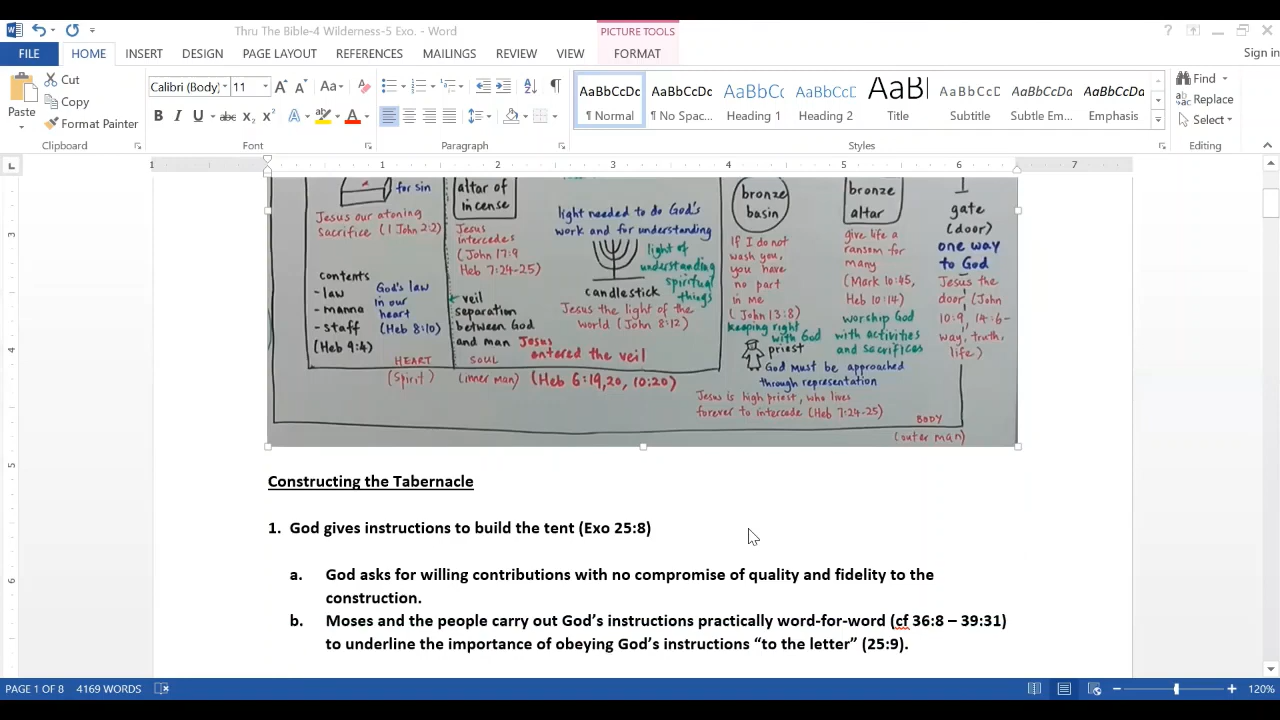 Thru The Bible-4 Wilderness-5 Exo. - Word
PICTURE TOOLS
Sign in
FILE HOME INSERT DESIGN PAGE LAYOUT REFERENCES MAILINGS REVIEW VIEW FORMAT
Paste
Cut
Copy
Format Painter
Clipboard
Calibri (Body) 11
Font
Paragraph
AaBbCcDc AaBbCcDc AaBbCc AaBbCcDc AaBl AaBbCcD AaBbCcDa AaBbCcDa
¶ Normal ¶ No Spac... Heading 1 Heading 2 Title Subtitle Subtle Em... Emphasis
Styles
Find
Replace
Select
Editing
1 1 2 3 4 5 6 7
for sin
Jesus our atoning
Sacrifice (1 John 2:2)
contents
- law
- manna
- staff
(Heb 9:4)
God's law
in our
heart
(Heb 8:10)
HEART
(Spirit)
altar of
incense
Jesus
intercedes
(John 17:9
Heb 7:24-25)
veil
separation
between God
and man
Jesus
entered the veil
SOUL
(inner man)
(Heb 6:19,20, 10:20)
light needed to do God's
work and for understanding
light of
understanding
spiritual
things
candlestick
Jesus the light of the
world (John 8:12)
bronze
basin
If I do not
wash you,
you have
no part
in me
(John 13:8)
keeping right
with God
priest
God must be approached
through representation
Jesus is high priest, who lives
forever to intercede (Heb 7:24-25)
bronze
altar
give life a
ransom for
many
(Mark 10:45,
Heb 10:14)
worship God
with activities
and sacrifices
gate
(door)
one way
to God
Jesus the
door (John
10:9, 14:6-
way, truth,
life)
BODY
(outer man)
3
4
5
6
Constructing the Tabernacle
1. God gives instructions to build the tent (Exo 25:8)
a. God asks for willing contributions with no compromise of quality and fidelity to the
construction.
b. Moses and the people carry out God’s instructions practically word-for-word (cf 36:8 – 39:31)
to underline the importance of obeying God’s instructions “to the letter” (25:9).
PAGE 1 OF 8 4169 WORDS 120%